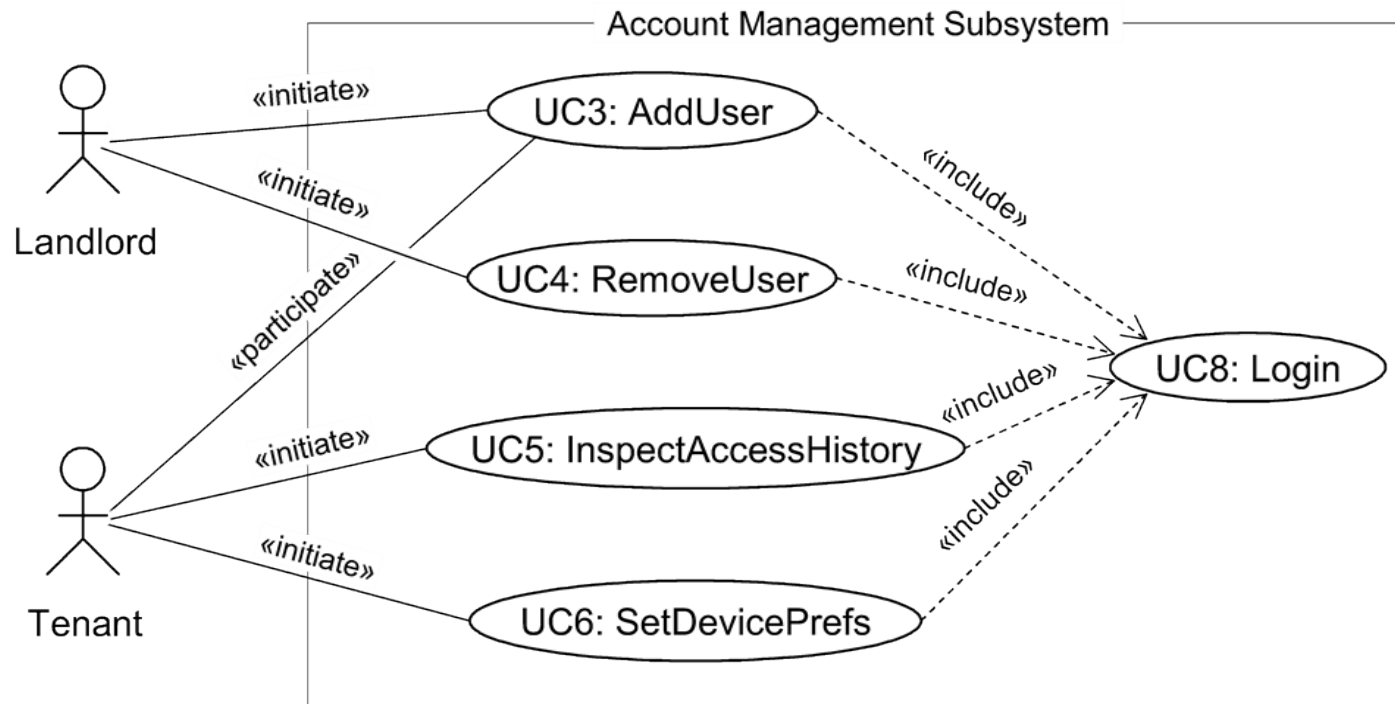 Account Management Subsystem
«initiate»
UC3: AddUser
«include»
«initiate»
Landlord
UC4: RemoveUser
«include»
«participate»
UC8: Login
«include»
«initiate»
UC5: InspectAccessHistory
«include»
«initiate»
Tenant
UC6: SetDevicePrefs